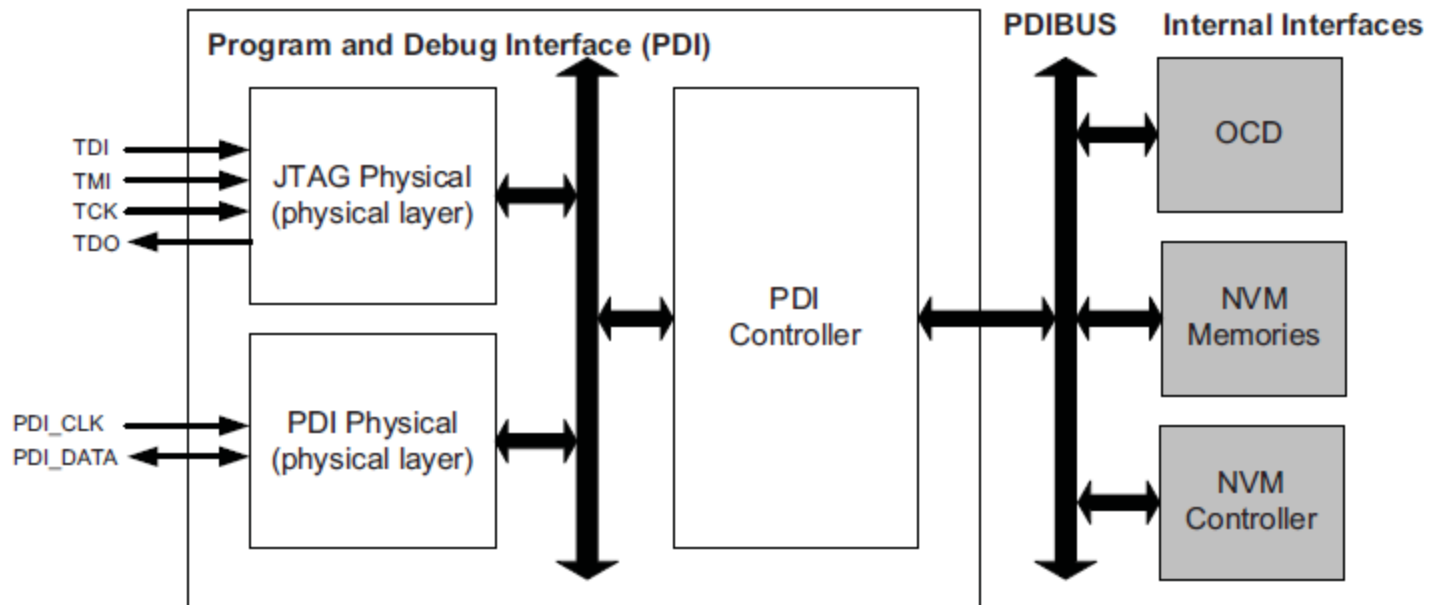 Program and Debug Interface (PDI)
PDIBUS
Internal Interfaces
TDI
TMI
TCK
TDO
JTAG Physical
(physical layer)
PDI_CLK
PDI_DATA
PDI Physical
(physical layer)
PDI
Controller
OCD
NVM
Memories
NVM
Controller